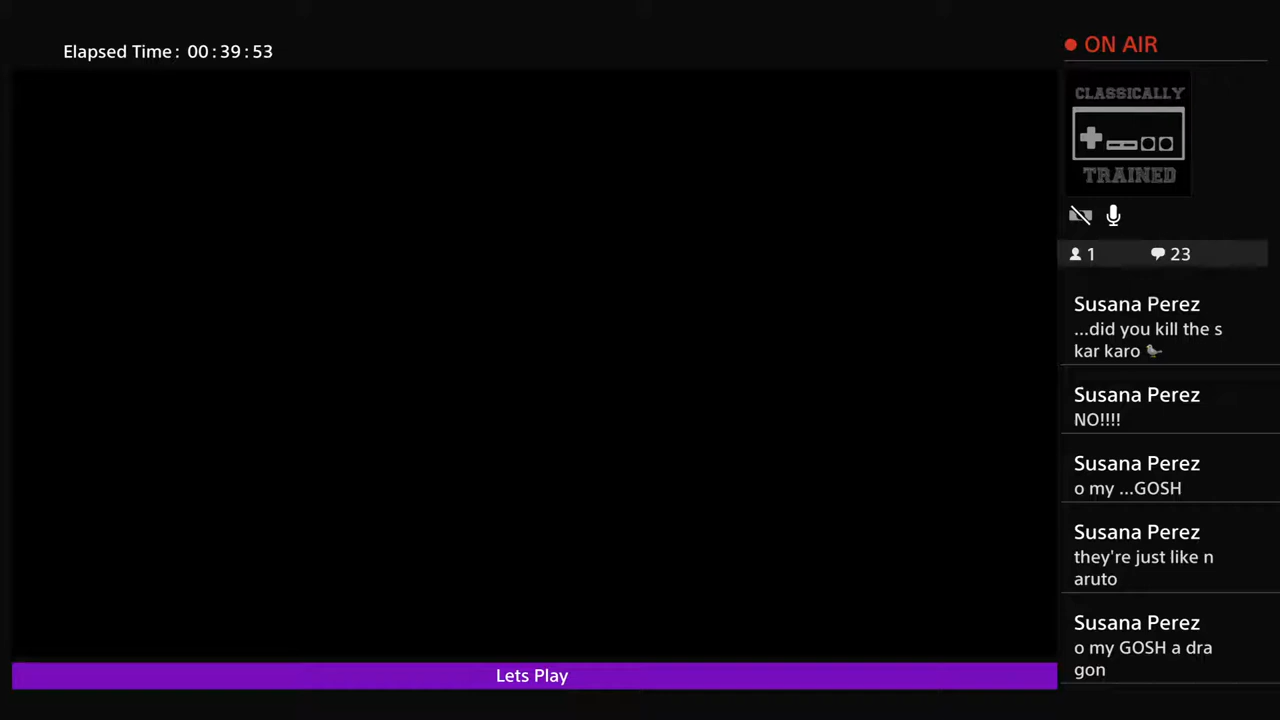 Elapsed Time: 00:39:53
ON AIR
CLASSICALLY
TRAINED
1 23
Susana Perez
...did you kill the s
kar karo
Susana Perez
NO!!!!
Susana Perez
o my ...GOSH
Susana Perez
they're just like n
aruto
Susana Perez
o my GOSH a dra
gon
Lets Play